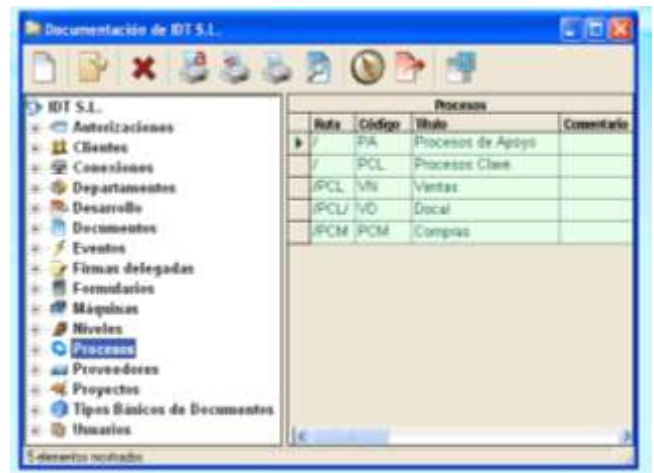 Documentación de IDT S.L.
IDT S.L.
Autorizaciones
Clientes
Conexiones
Departamentos
Desarrollo
Documentos
Eventos
Firmas delegadas
Formularios
Máquinas
Niveles
Procesos
Proveedores
Proyectos
Tipos Básicos de Documentos
Usuarios
Procesos
Ruta Código Título Comentario
/ PA Procesos de Apoyo
/ PCL Procesos Clave
/PCL VN Ventas
/PCL/ VD Docal
/PCM PCM Compras
5 elementos mostrados